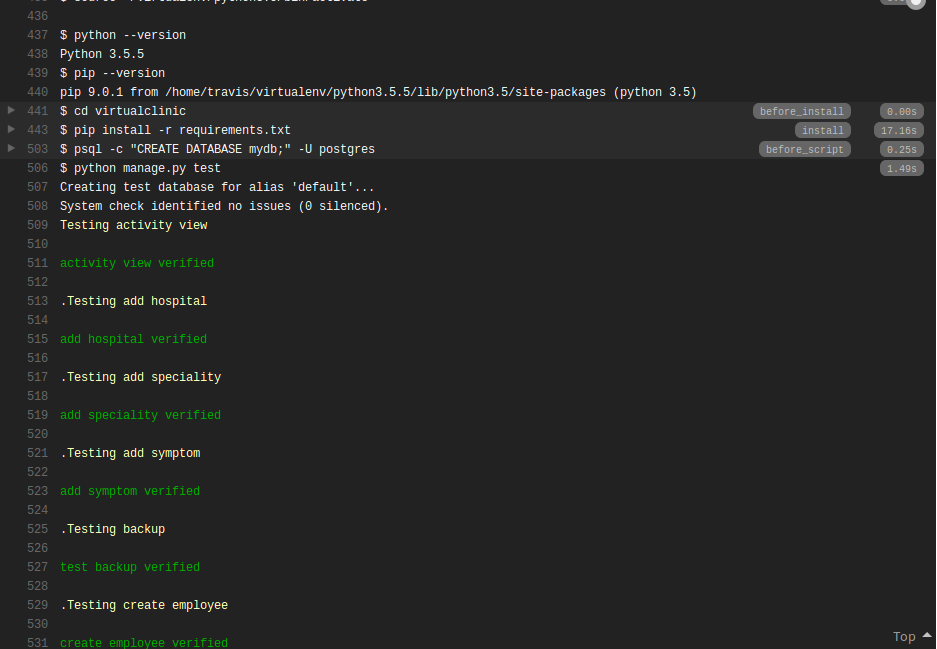 436
437 $ python --version
438 Python 3.5.5
439 $ pip --version
440 pip 9.0.1 from /home/travis/virtualenv/python3.5.5/lib/python3.5/site-packages (python 3.5)
441 $ cd virtualclinic before_install 0.00s
443 $ pip install -r requirements.txt install 17.16s
503 $ psql -c "CREATE DATABASE mydb;" -U postgres before_script 0.25s
506 $ python manage.py test 1.49s
507 Creating test database for alias 'default'...
508 System check identified no issues (0 silenced).
509 Testing activity view
510
511 activity view verified
512
513 .Testing add hospital
514
515 add hospital verified
516
517 .Testing add speciality
518
519 add speciality verified
520
521 .Testing add symptom
522
523 add symptom verified
524
525 .Testing backup
526
527 test backup verified
528
529 .Testing create employee
530
531 create employee verified
Top